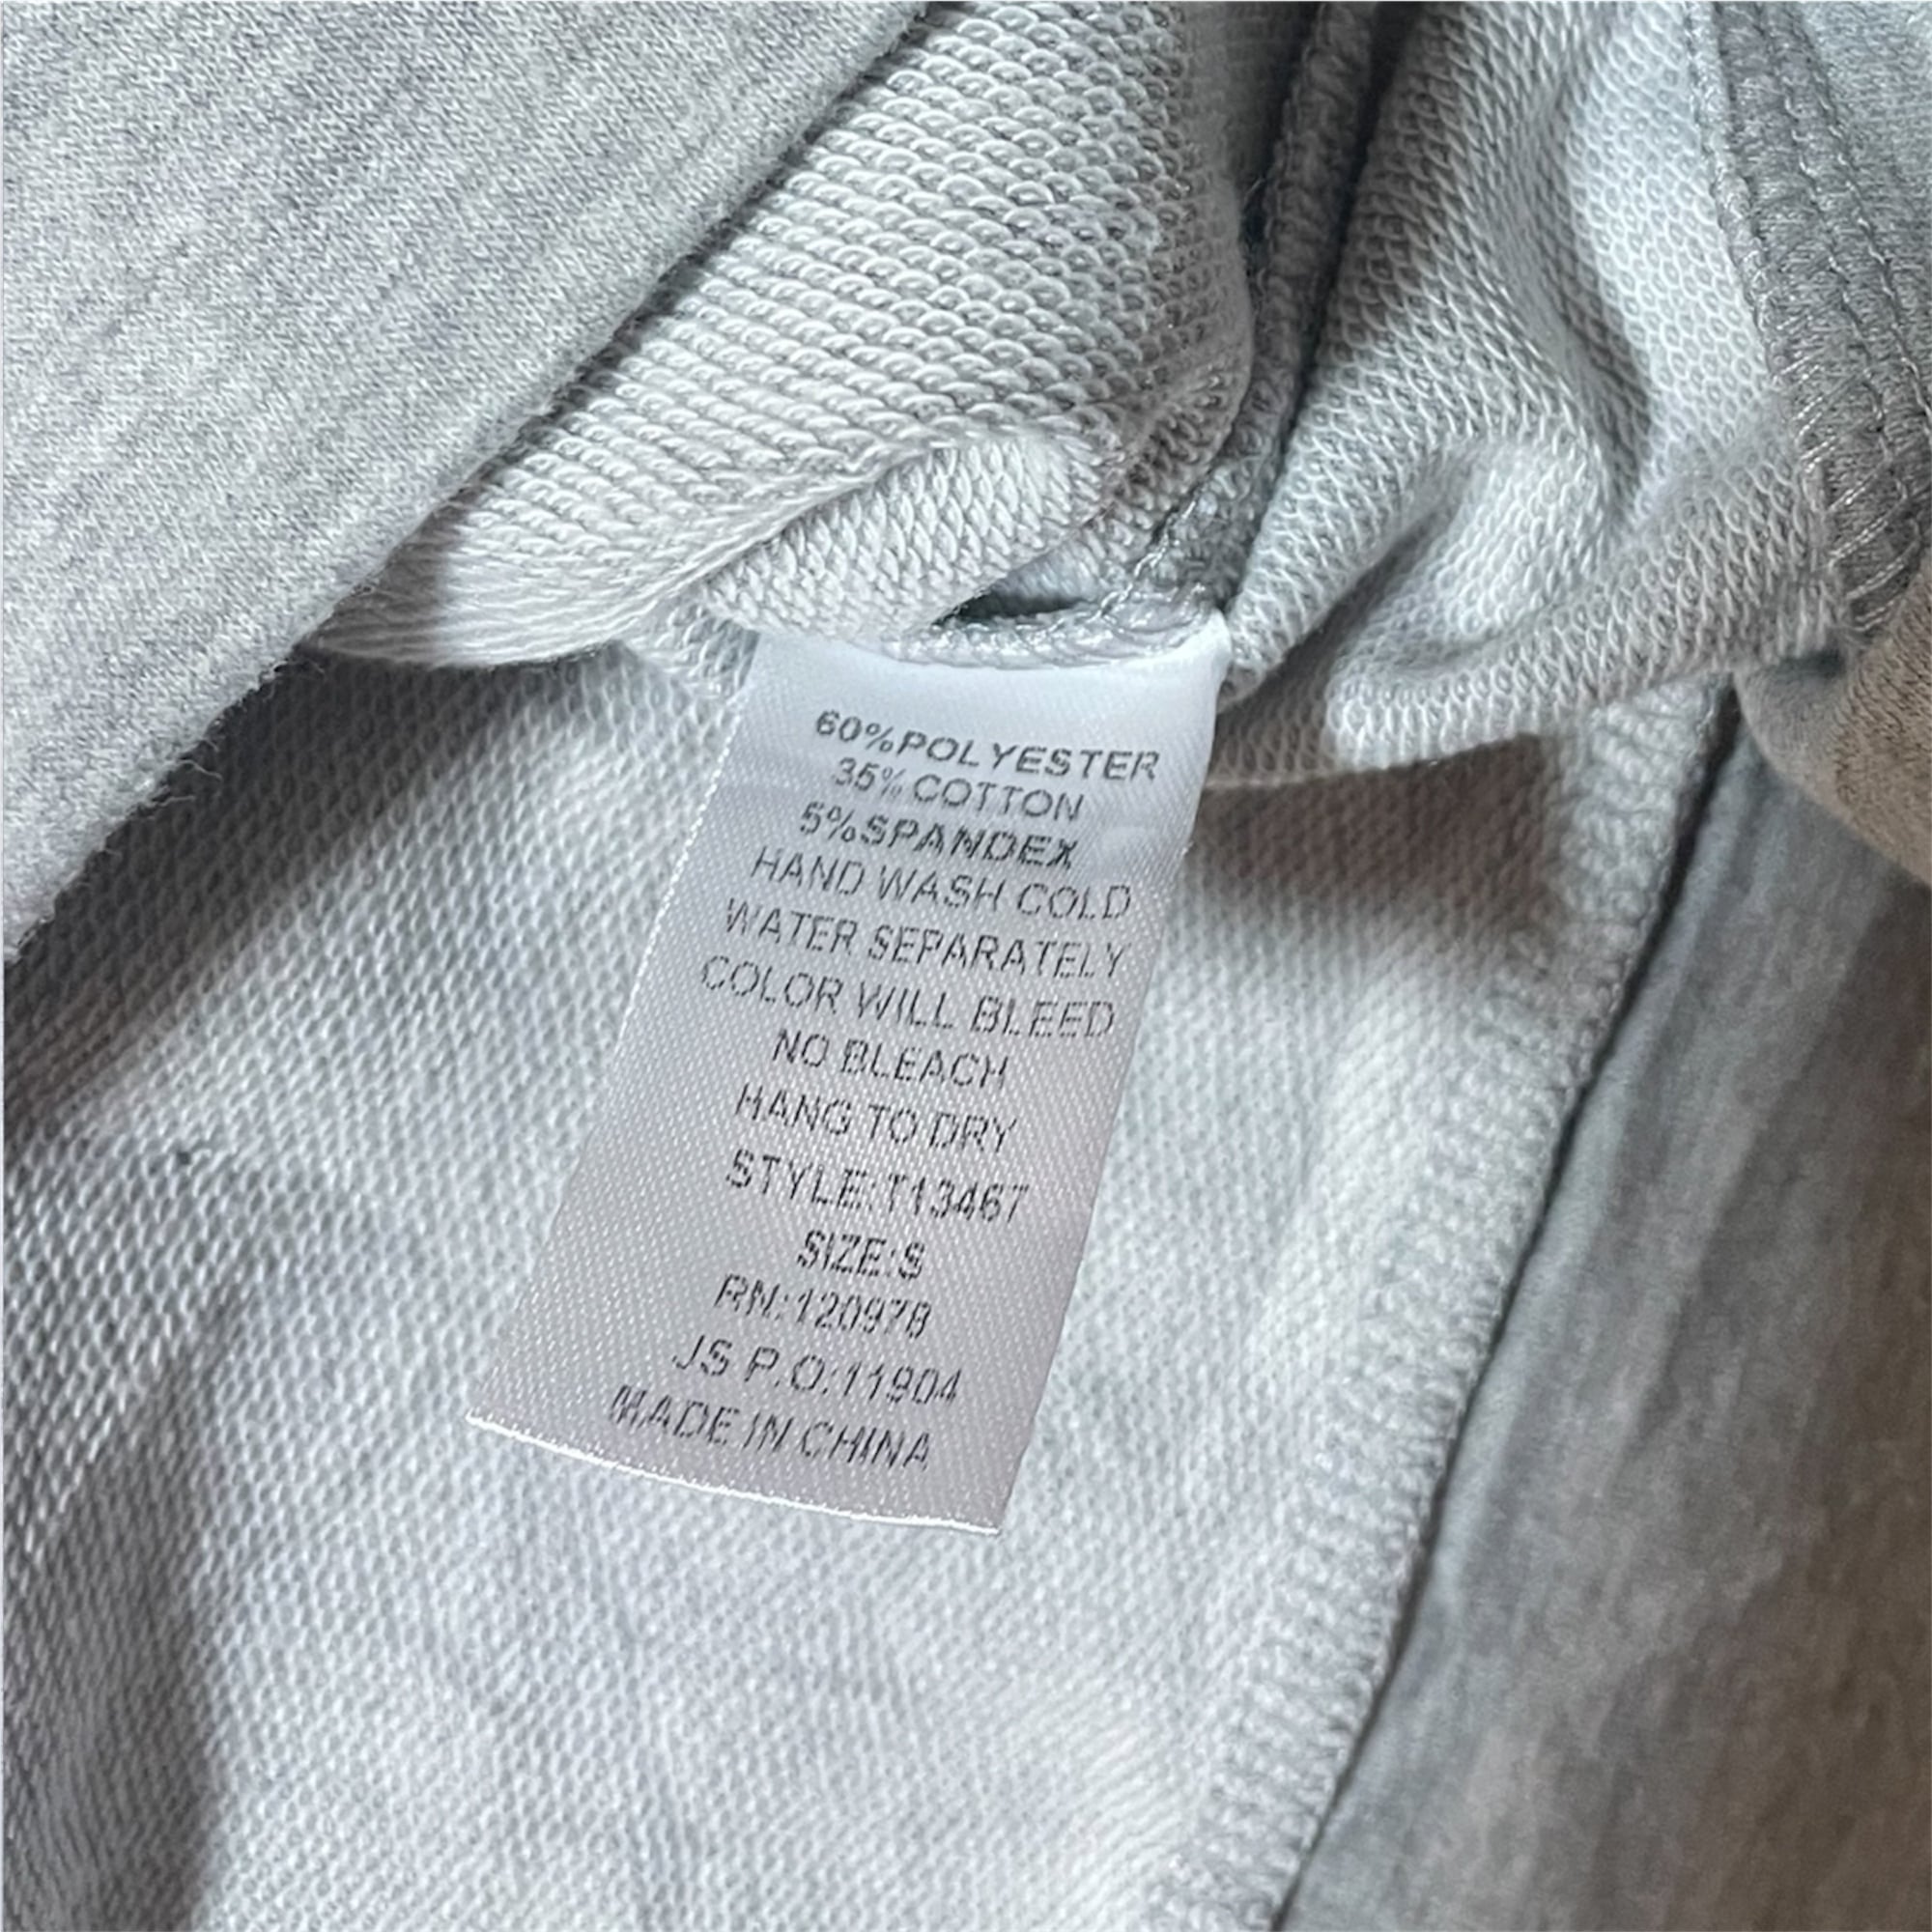 60%POLYESTER
35% COTTON
5%SPANDEX
HAND WASH COLD
WATER SEPARATELY
COLOR WILL BLEED
NO BLEACH
HANG TO DRY
STYLE:T13467
SIZE:S
RN:120978
JS P.O:11904
MADE IN CHINA